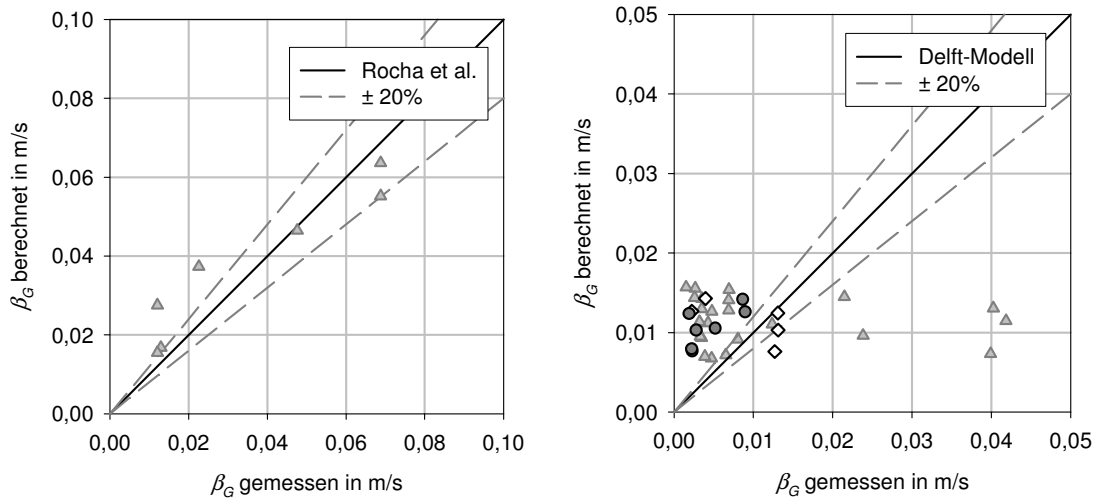 β_G berechnet in m/s
0,10
0,08
0,06
0,04
0,02
0,00
Rocha et al.
± 20%
0,00 0,02 0,04 0,06 0,08 0,10
β_G gemessen in m/s
β_G berechnet in m/s
0,05
0,04
0,03
0,02
0,01
0,00
Delft-Modell
± 20%
0,00 0,01 0,02 0,03 0,04 0,05
β_G gemessen in m/s